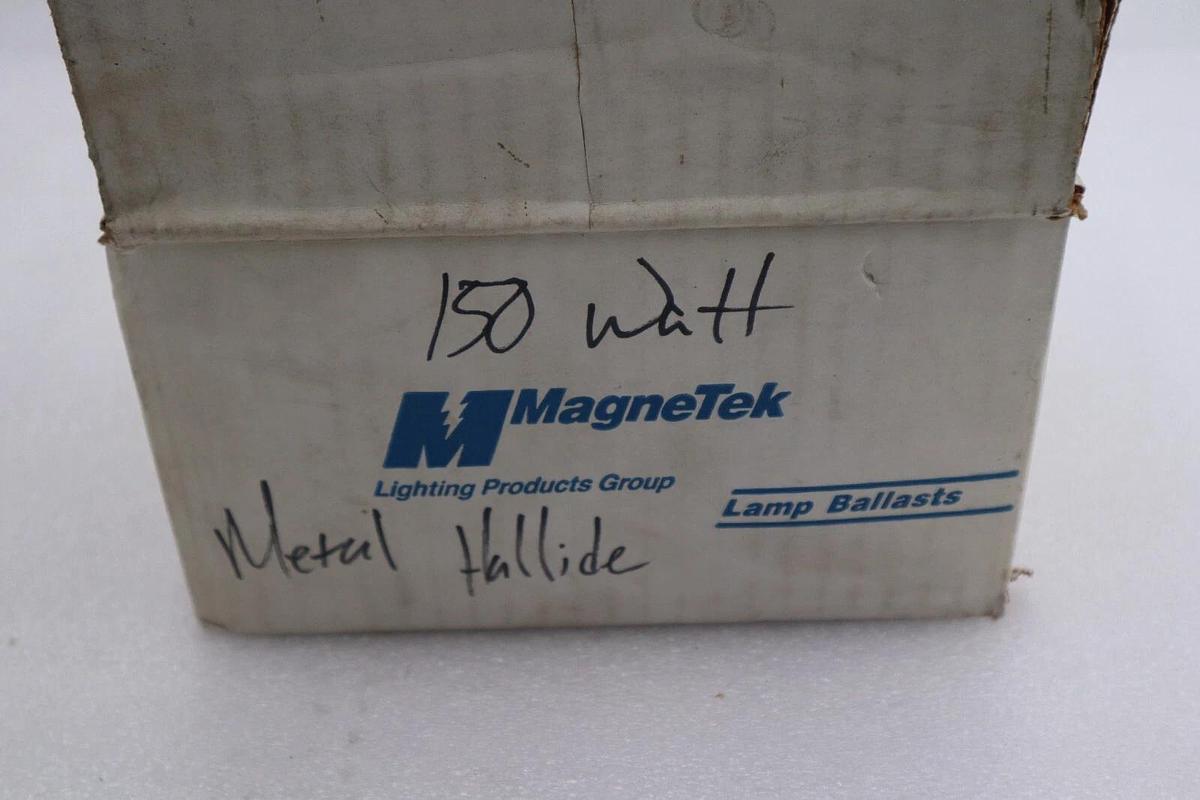 150 Watt
MagneTek
Lighting Products Group
Lamp Ballasts
Metal Hallide